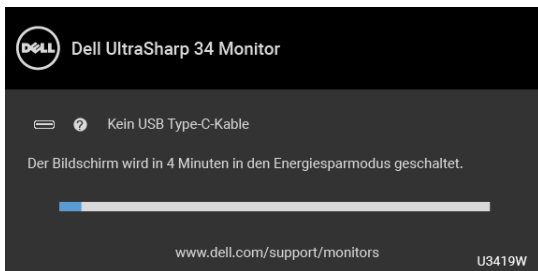 DELL
Dell UltraSharp 34 Monitor
? Kein USB Type-C-Kable
Der Bildschirm wird in 4 Minuten in den Energiesparmodus geschaltet.
www.dell.com/support/monitors
U3419W